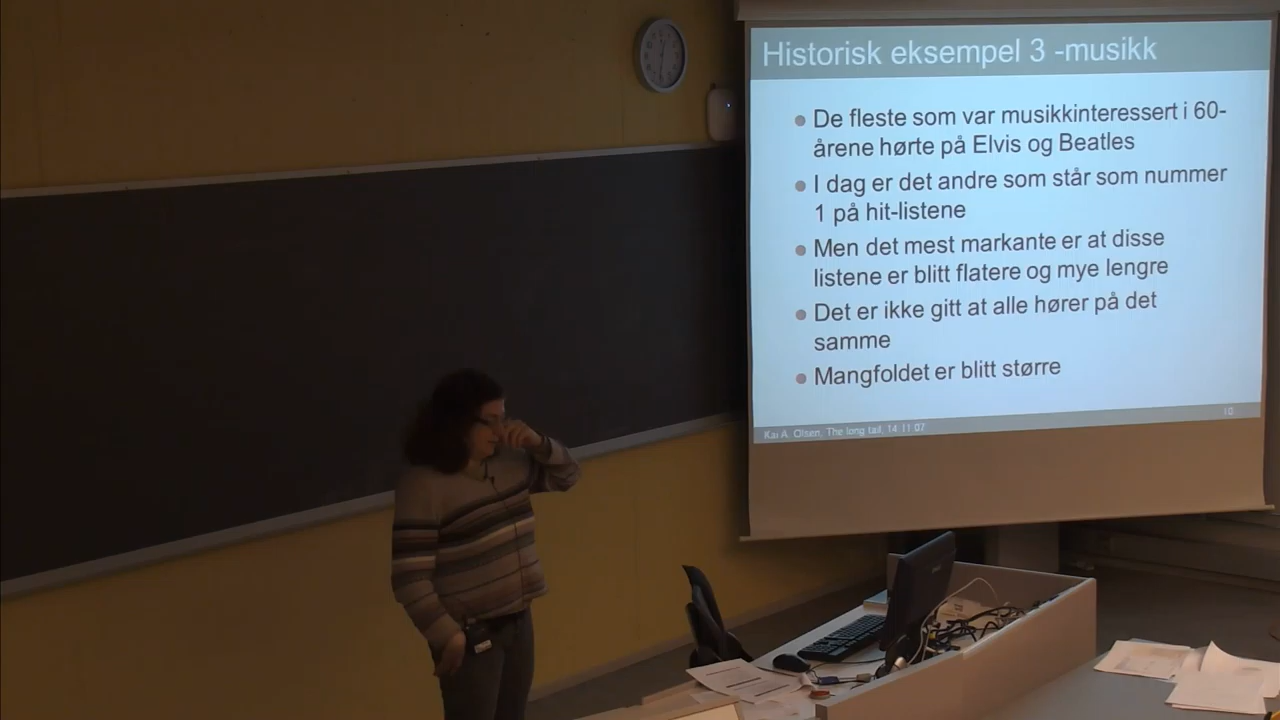 Historisk eksempel 3 -musikk
De fleste som var musikkinteressert i 60-
årene hørte på Elvis og Beatles
I dag er det andre som står som nummer
1 på hit-listene
Men det mest markante er at disse
listene er blitt flatere og mye lengre
Det er ikke gitt at alle hører på det
samme
Mangfoldet er blitt større
10
Kai A. Olsen, The long tail, 14.11.07